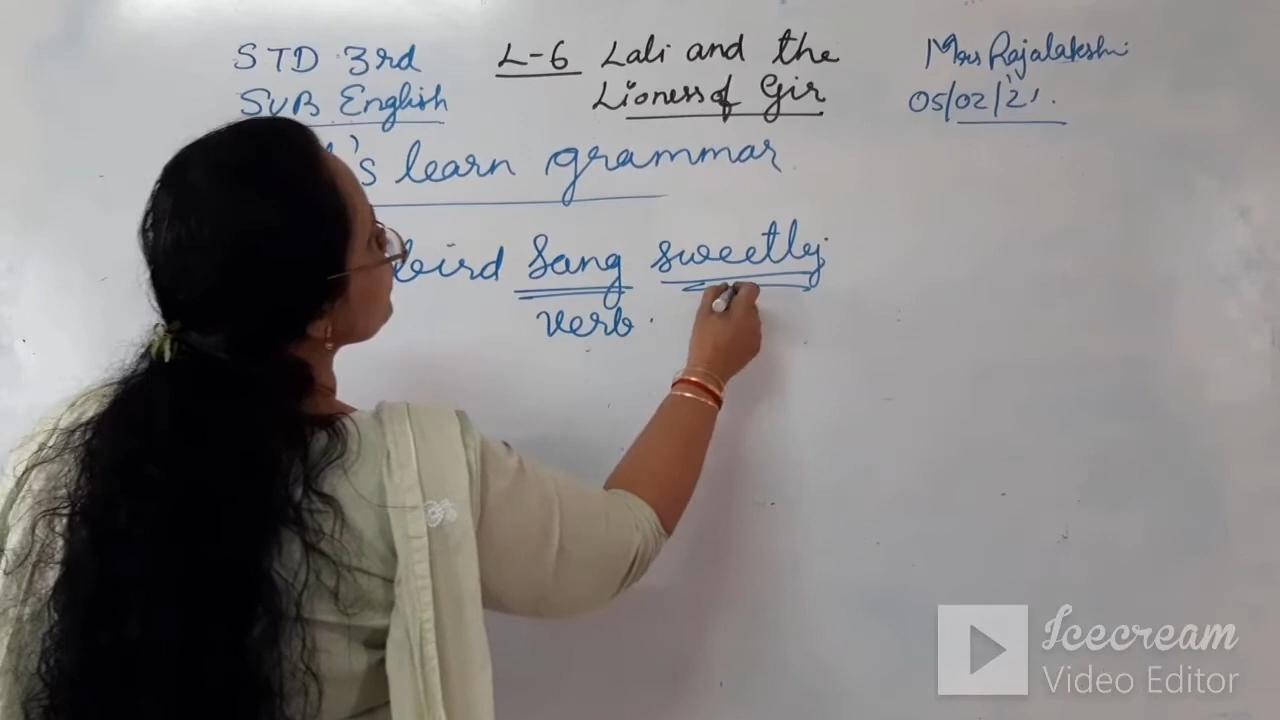 STD 3rd
SUB English
L-6 Lali and the
Lioness of Gir
Mrs Rajalakshi
05/02/21.
's learn grammar
bird Sang sweetly.
verb.
Icecream
Video Editor